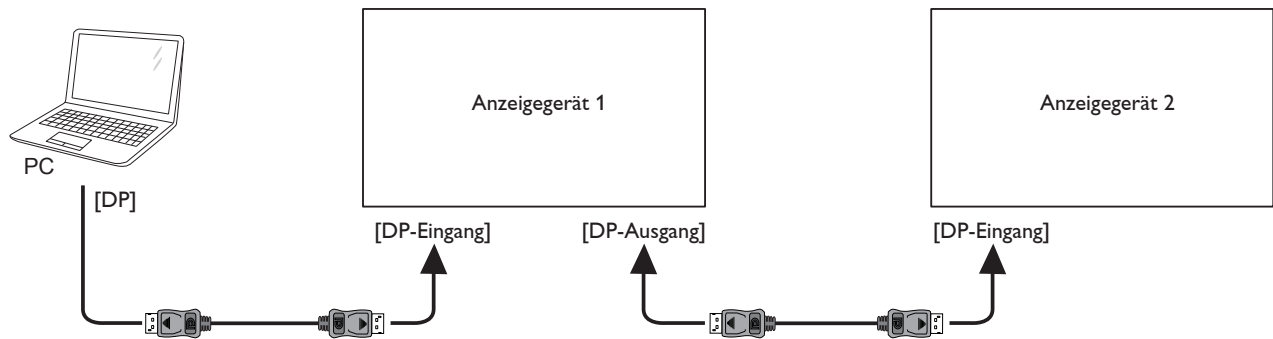 Anzeigegerät 1
Anzeigegerät 2
PC
[DP]
[DP-Eingang]
[DP-Ausgang]
[DP-Eingang]